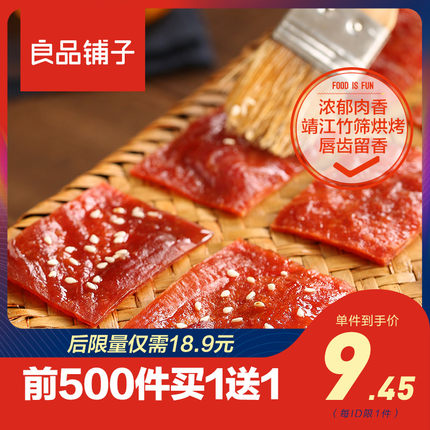 良品铺子
FOOD IS FUN
浓郁肉香
靖江竹筛烘烤
唇齿留香
后限量仅需18.9元
前500件买1送1
单件到手价
9.45
(每ID限1件)